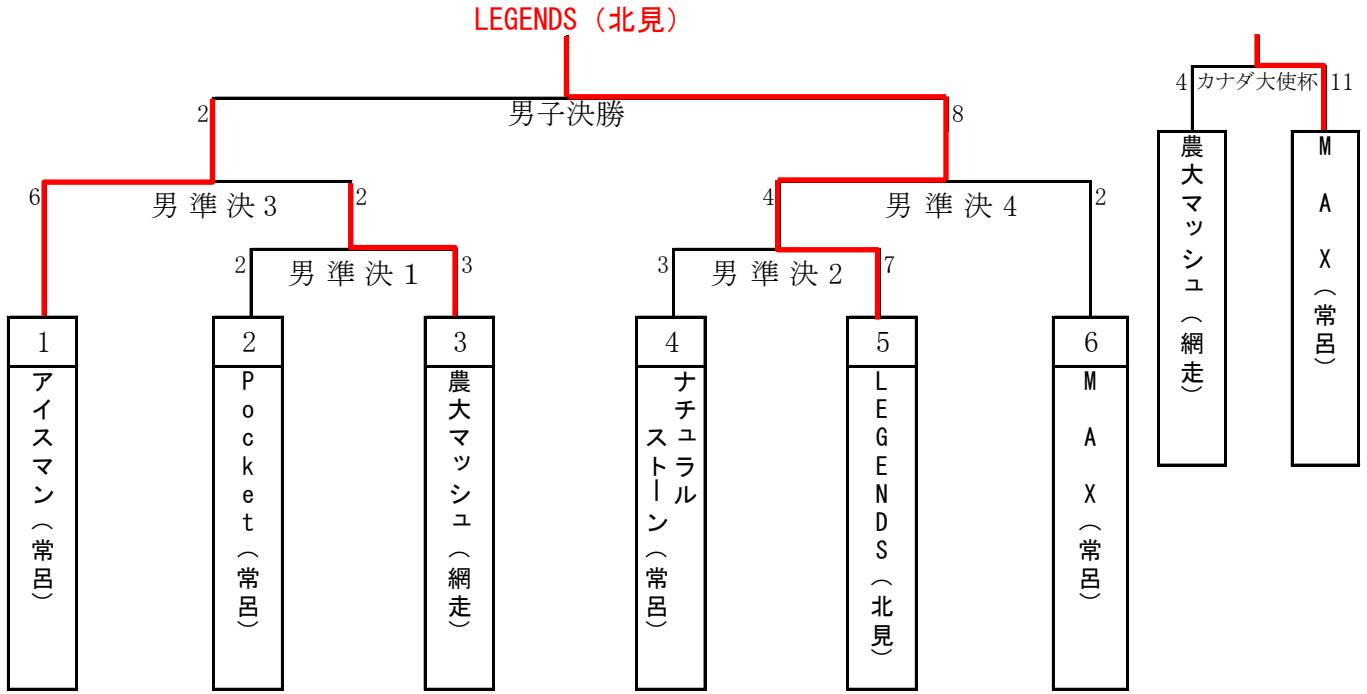 LEGENDS（北見）
4 カナダ大使杯 11
2 男子決勝 8
農大マッシュ（網走）
MAX（常呂）
6 男準決3 2
4 男準決4 2
2 男準決1 3
3 男準決2 7
1
アイスマン（常呂）
2
Pocket（常呂）
3
農大マッシュ（網走）
4
ナチュラル
ストーン（常呂）
5
LEGENDS（北見）
6
MAX（常呂）